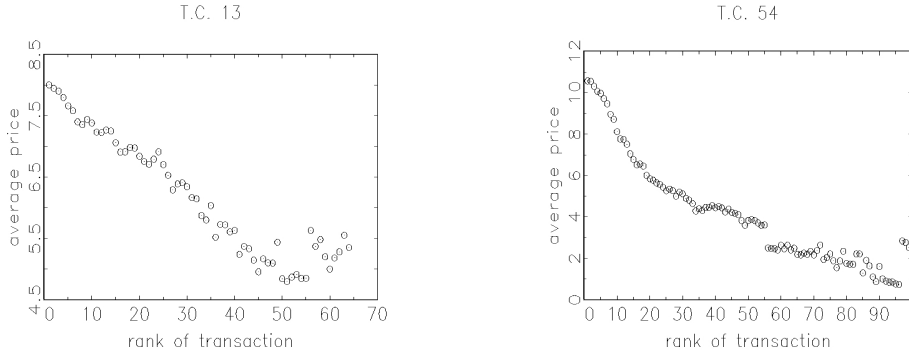 T.C. 13
average price
8.5
7.5
6.5
5.5
4.5
0 10 20 30 40 50 60 70
rank of transaction
T.C. 54
average price
12
10
8
6
4
2
0
0 10 20 30 40 50 60 70 80 90
rank of transaction